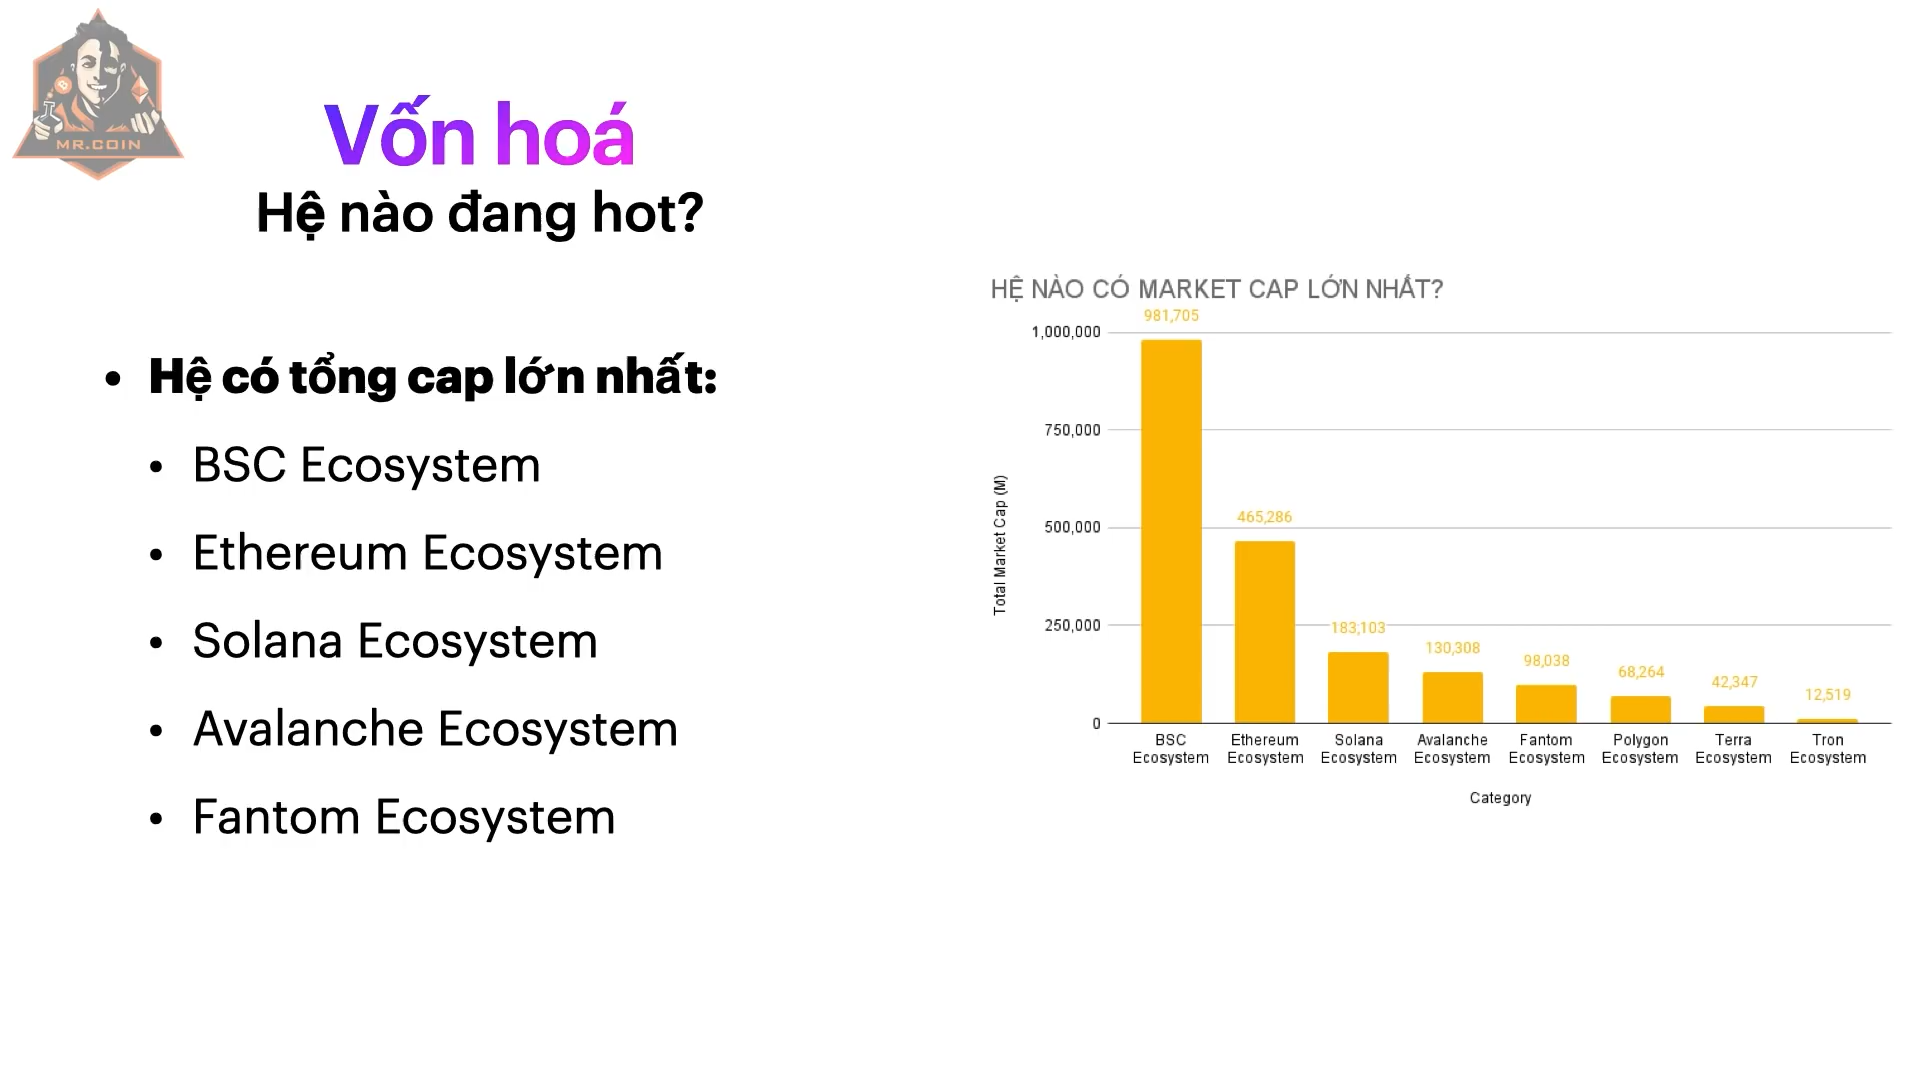 MR.COIN
Vốn hoá
Hệ nào đang hot?
• Hệ có tổng cap lớn nhất:
• BSC Ecosystem
• Ethereum Ecosystem
• Solana Ecosystem
• Avalanche Ecosystem
• Fantom Ecosystem
HỆ NÀO CÓ MARKET CAP LỚN NHẤT?
Total Market Cap (M)
1,000,000
750,000
500,000
250,000
0
981,705
465,286
183,103
130,308
98,038
68,264
42,347
12,519
BSC
Ecosystem
Ethereum
Ecosystem
Solana
Ecosystem
Avalanche
Ecosystem
Fantom
Ecosystem
Polygon
Ecosystem
Terra
Ecosystem
Tron
Ecosystem
Category